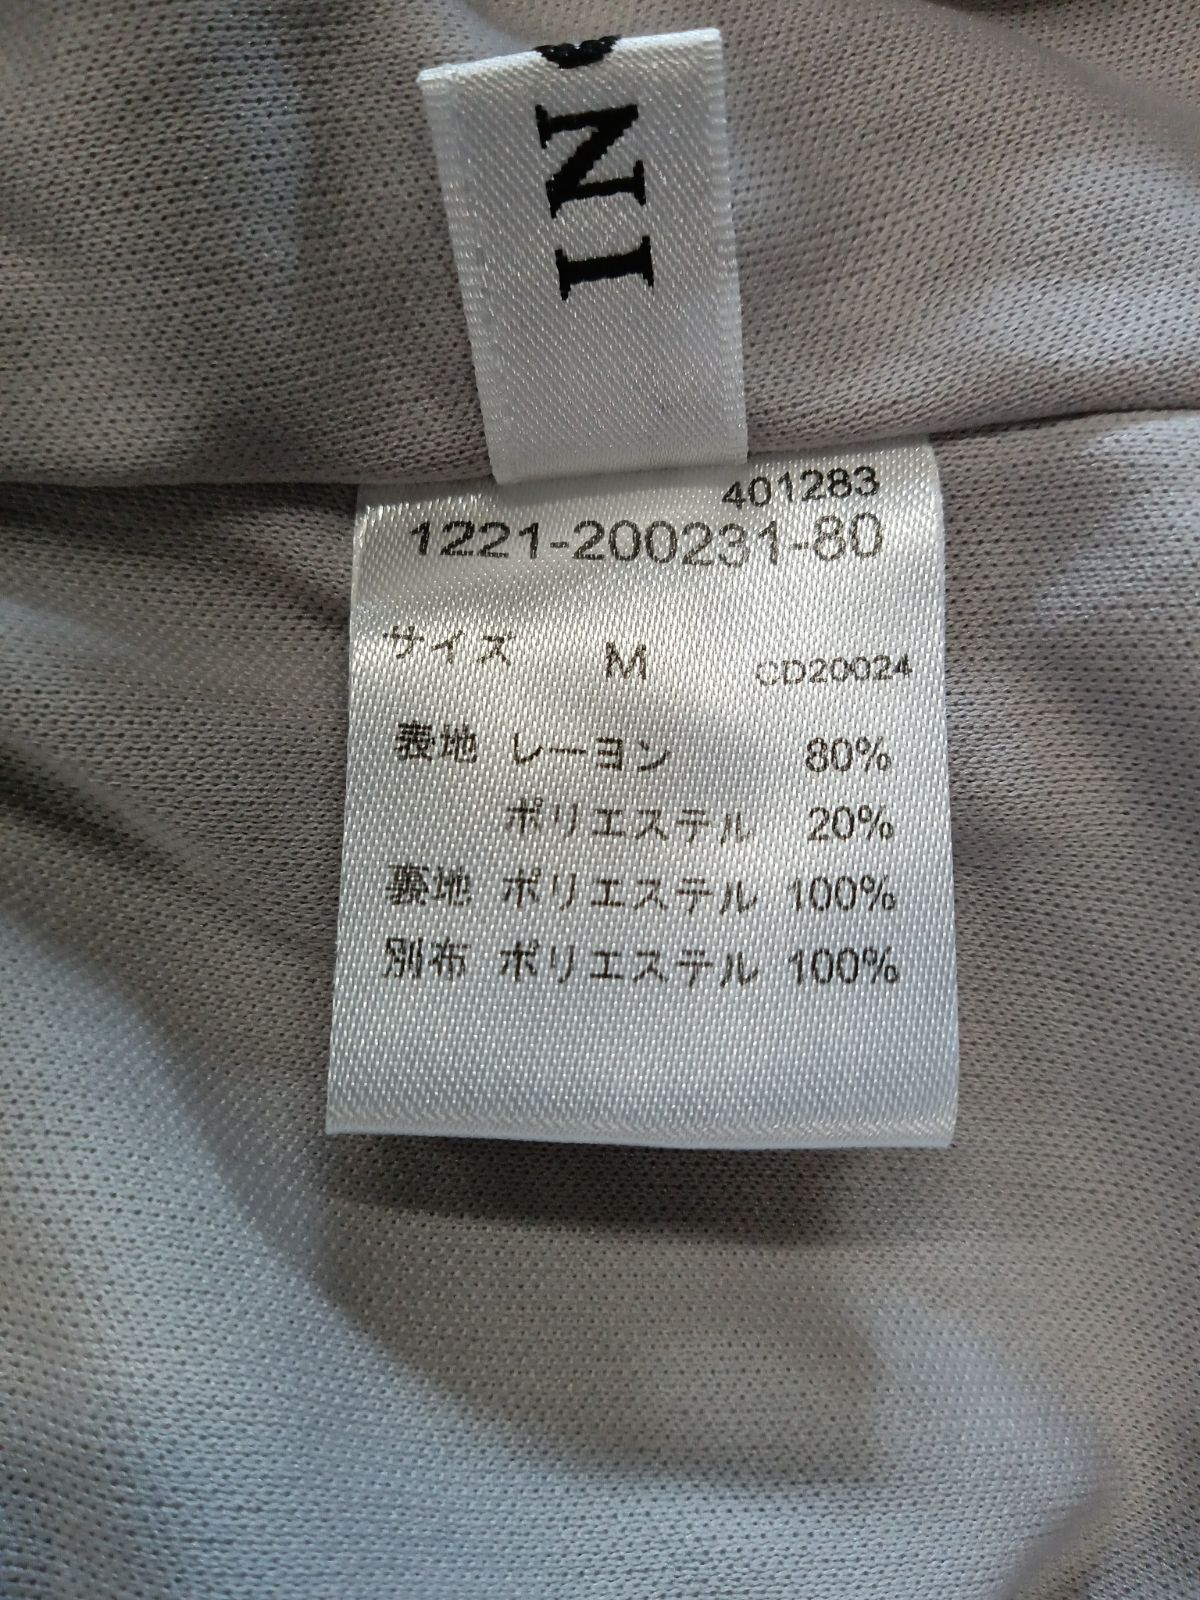 IN
401283
1221-200231-80
サイズ M CD20024
表地 レーヨン 80%
ポリエステル 20%
裏地 ポリエステル 100%
別布 ポリエステル 100%